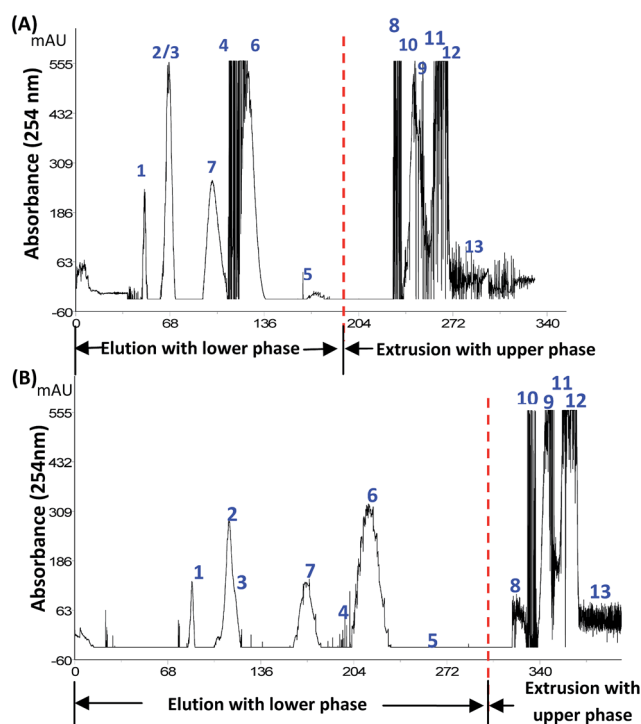 (A)
mAU
Absorbance (254 nm)
555
432
309
186
63
-60
1
2/3
7
4
6
5
8
10
9
11
12
13
0 68 136 204 272 340
Elution with lower phase
Extrusion with upper phase
(B)
mAU
Absorbance (254nm)
555
432
309
186
63
-60
1
2
3
7
4
6
5
8
10
9
11
12
13
0 68 136 204 272 340
Elution with lower phase
Extrusion with
upper phase